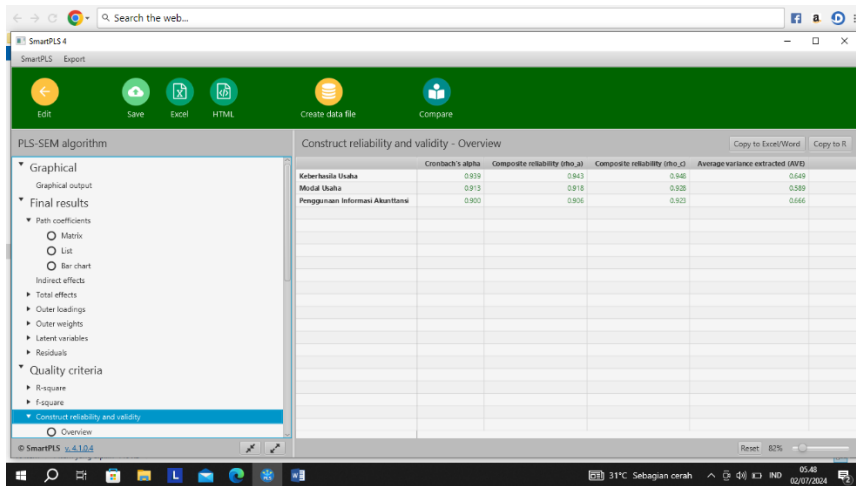 Search the web...
SmartPLS 4
SmartPLS Export
Edit Save Excel HTML Create data file Compare
PLS-SEM algorithm
Graphical
Graphical output
Final results
Path coefficients
Matrix
List
Bar chart
Indirect effects
Total effects
Outer loadings
Outer weights
Latent variables
Residuals
Quality criteria
R-square
f-square
Construct reliability and validity
Overview
© SmartPLS v. 4.1.0.4
Construct reliability and validity - Overview Copy to Excel/Word Copy to R
Cronbach's alpha Composite reliability (rho_a) Composite reliability (rho_c) Average variance extracted (AVE)
Keberhasila Usaha 0.939 0.943 0.948 0.649
Modal Usaha 0.913 0.918 0.928 0.589
Penggunaan Informasi Akunttansi 0.900 0.906 0.923 0.666
Reset 82%
31°C Sebagian cerah IND 05.48
02/07/2024